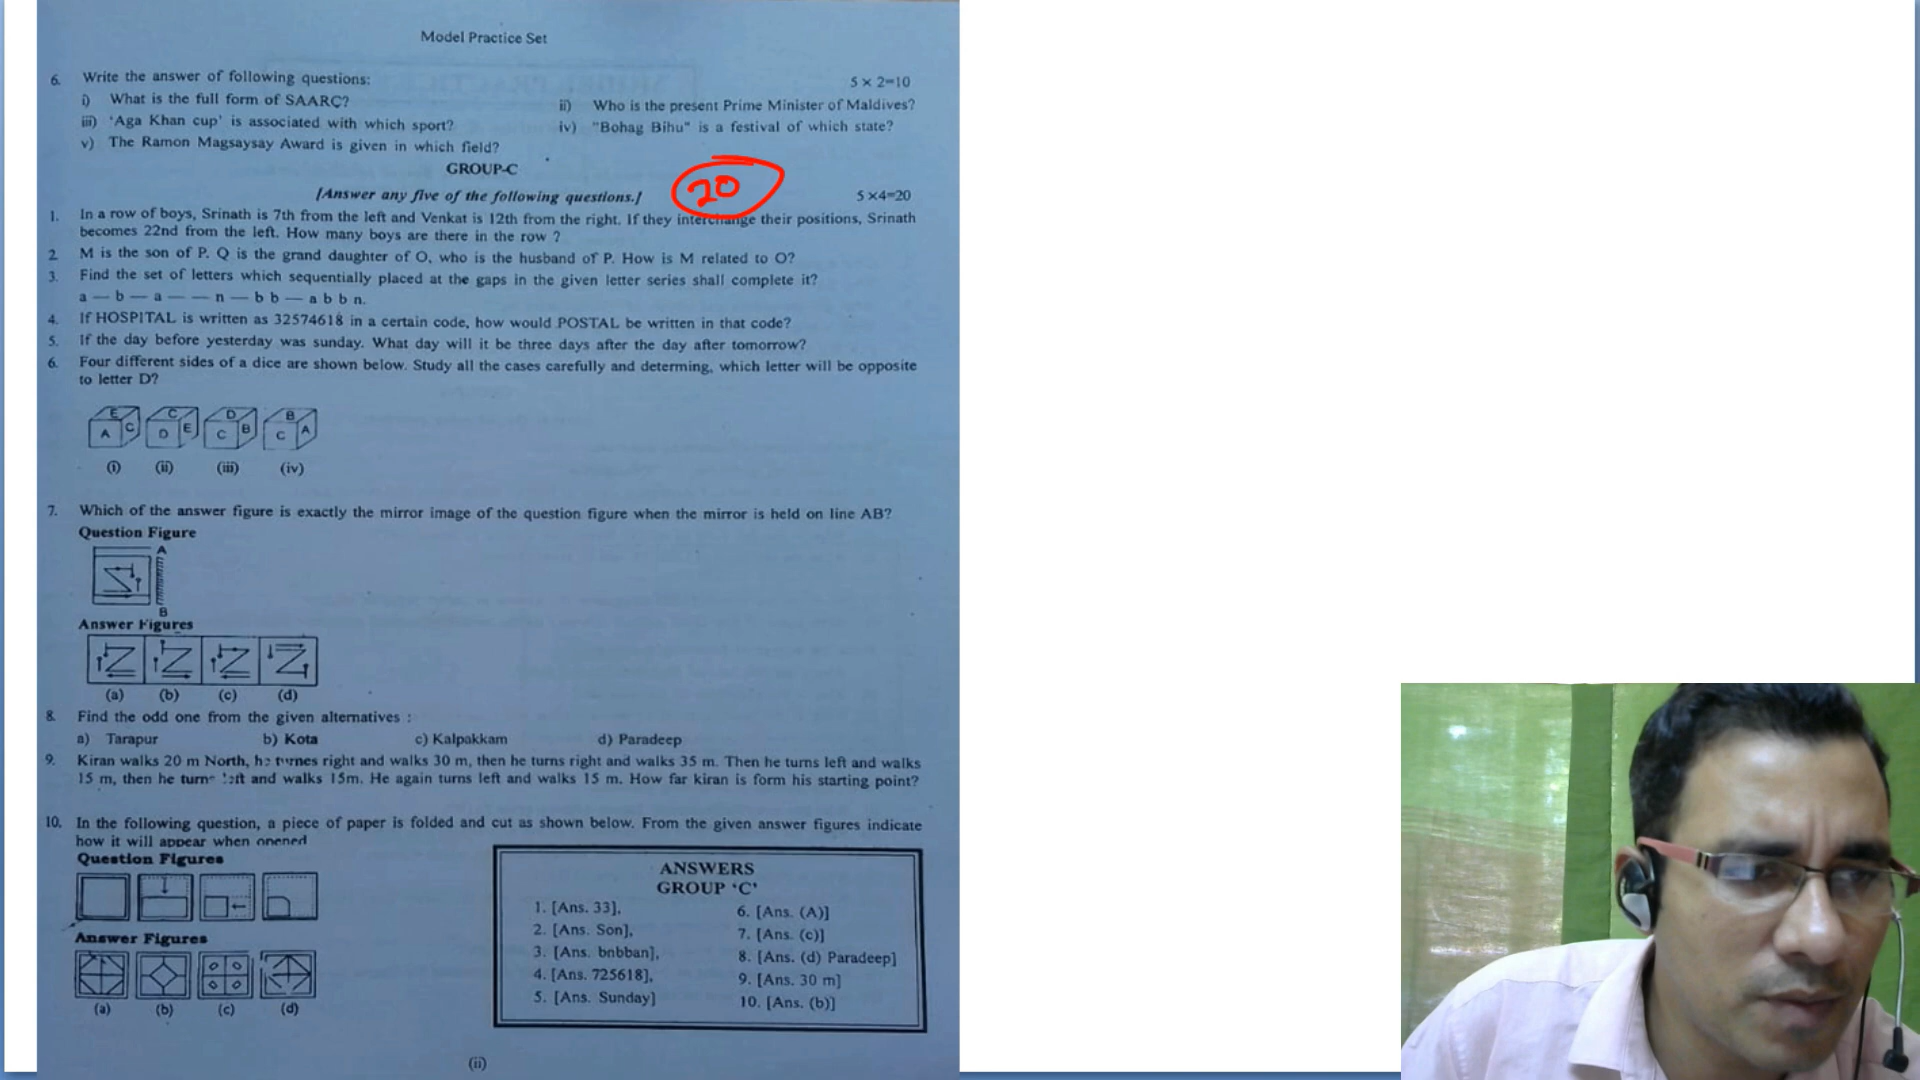 Model Practice Set
6. Write the answer of following questions: 5 × 2=10
i) What is the full form of SAARC? ii) Who is the present Prime Minister of Maldives?
iii) 'Aga Khan cup' is associated with which sport? iv) "Bohag Bihu" is a festival of which state?
v) The Ramon Magsaysay Award is given in which field?
GROUP-C
20
[Answer any five of the following questions.] 5 ×4=20
1. In a row of boys, Srinath is 7th from the left and Venkat is 12th from the right. If they interchange their positions, Srinath
becomes 22nd from the left. How many boys are there in the row ?
2. M is the son of P. Q is the grand daughter of O, who is the husband of P. How is M related to O?
3. Find the set of letters which sequentially placed at the gaps in the given letter series shall complete it?
a — b — a — — n — b b — a b b n.
4. If HOSPITAL is written as 32574618 in a certain code, how would POSTAL be written in that code?
5. If the day before yesterday was sunday. What day will it be three days after the day after tomorrow?
6. Four different sides of a dice are shown below. Study all the cases carefully and determing, which letter will be opposite
to letter D?
E A C C D E D C B B C A
(i) (ii) (iii) (iv)
7. Which of the answer figure is exactly the mirror image of the question figure when the mirror is held on line AB?
Question Figure
A
B
Answer Figures
(a) (b) (c) (d)
8. Find the odd one from the given alternatives :
a) Tarapur b) Kota c) Kalpakkam d) Paradeep
9. Kiran walks 20 m North, he turnes right and walks 30 m, then he turns right and walks 35 m. Then he turns left and walks
15 m, then he turns left and walks 15m. He again turns left and walks 15 m. How far kiran is form his starting point?
10. In the following question, a piece of paper is folded and cut as shown below. From the given answer figures indicate
how it will appear when opened
Question Figures
Answer Figures
(a) (b) (c) (d)
ANSWERS
GROUP 'C'
1. [Ans. 33], 6. [Ans. (A)]
2. [Ans. Son], 7. [Ans. (c)]
3. [Ans. bnbban], 8. [Ans. (d) Paradeep]
4. [Ans. 725618], 9. [Ans. 30 m]
5. [Ans. Sunday] 10. [Ans. (b)]
(ii)